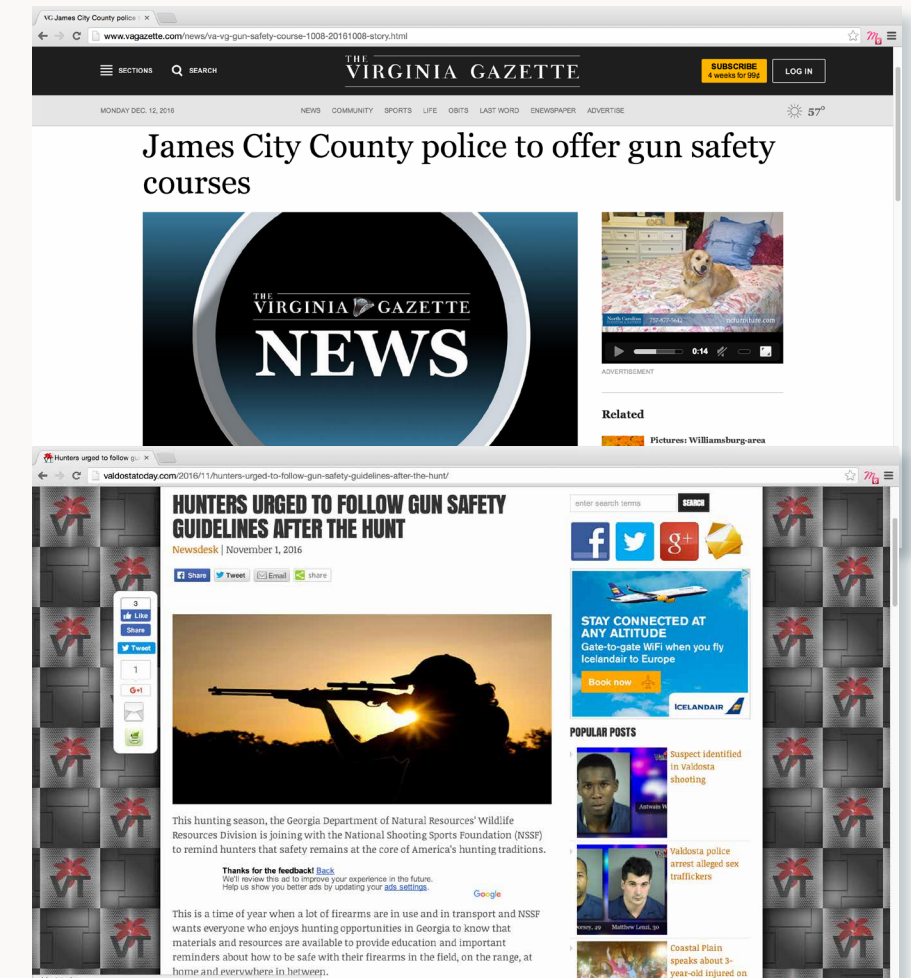 VG James City County police
www.vagazette.com/news/va-vg-gun-safety-course-1008-20161008-story.html
SECTIONS
SEARCH
THE
VIRGINIA GAZETTE
SUBSCRIBE
4 weeks for 99¢
LOG IN
MONDAY DEC. 12, 2016
NEWS COMMUNITY SPORTS LIFE OBITS LAST WORD ENEWSPAPER ADVERTISE
57°
James City County police to offer gun safety
courses
THE
VIRGINIA GAZETTE
NEWS
North Carolina
757-877-5642
0:14
ADVERTISEMENT
Related
Pictures: Williamsburg-area
Hunters urged to follow gu
valdostatoday.com/2016/11/hunters-urged-to-follow-gun-safety-guidelines-after-the-hunt/
VT
HUNTERS URGED TO FOLLOW GUN SAFETY
GUIDELINES AFTER THE HUNT
Newsdesk | November 1, 2016
Share Tweet Email share
3
Like
Share
Tweet
1
G+1
enter search terms
SEARCH
f
g+
STAY CONNECTED AT
ANY ALTITUDE
Gate-to-gate WiFi when you fly
Icelandair to Europe
Book now
ICELANDAIR
This hunting season, the Georgia Department of Natural Resources' Wildlife
Resources Division is joining with the National Shooting Sports Foundation (NSSF)
to remind hunters that safety remains at the core of America's hunting traditions.
Thanks for the feedback! Back
We'll review this ad to improve your experience in the future.
Help us show you better ads by updating your ads settings.
Google
This is a time of year when a lot of firearms are in use and in transport and NSSF
wants everyone who enjoys hunting opportunities in Georgia to know that
materials and resources are available to provide education and important
reminders about how to be safe with their firearms in the field, on the range, at
home and everywhere in between.
POPULAR POSTS
Suspect identified
in Valdosta
shooting
Antwain W
Valdosta police
arrest alleged sex
traffickers
orsey, 49 Matthew Lenzi, 30
Coastal Plain
speaks about 3-
year-old injured on